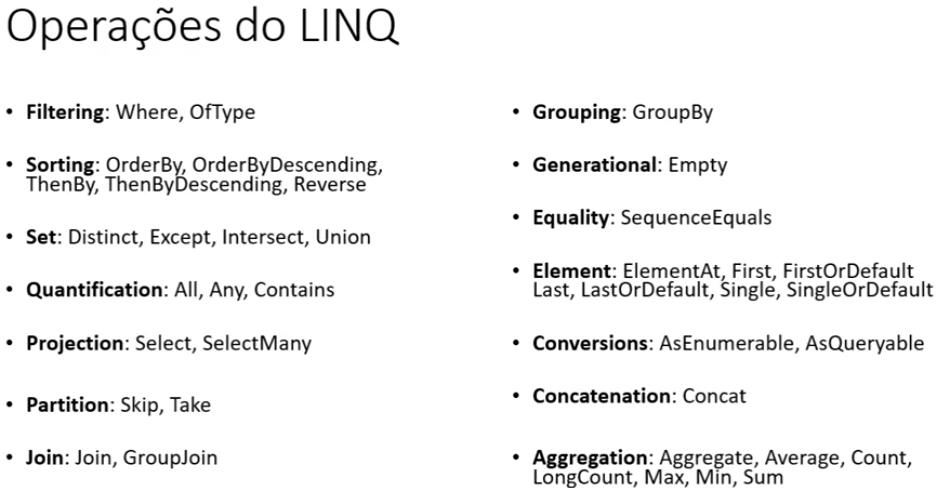 Operações do LINQ
• Filtering: Where, OfType
• Sorting: OrderBy, OrderByDescending,
ThenBy, ThenByDescending, Reverse
• Set: Distinct, Except, Intersect, Union
• Quantification: All, Any, Contains
• Projection: Select, SelectMany
• Partition: Skip, Take
• Join: Join, GroupJoin
• Grouping: GroupBy
• Generational: Empty
• Equality: SequenceEquals
• Element: ElementAt, First, FirstOrDefault
Last, LastOrDefault, Single, SingleOrDefault
• Conversions: AsEnumerable, AsQueryable
• Concatenation: Concat
• Aggregation: Aggregate, Average, Count,
LongCount, Max, Min, Sum